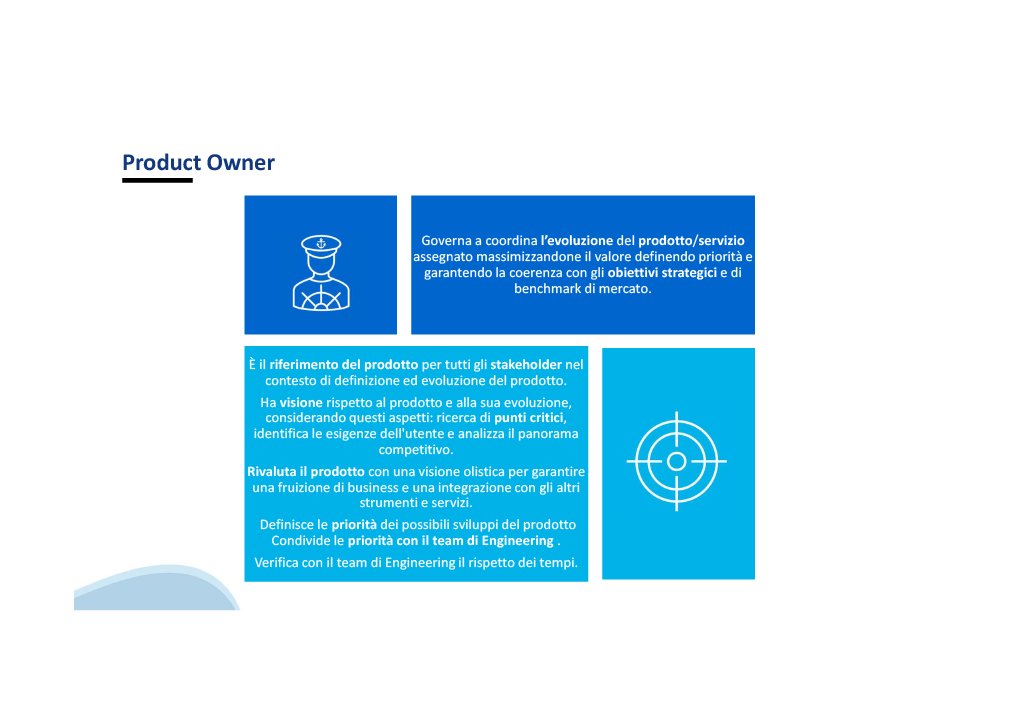 Product Owner
Governa a coordina l’evoluzione del prodotto/servizio
assegnato massimizzandone il valore definendo priorità e
garantendo la coerenza con gli obiettivi strategici e di
benchmark di mercato.
È il riferimento del prodotto per tutti gli stakeholder nel
contesto di definizione ed evoluzione del prodotto.
Ha visione rispetto al prodotto e alla sua evoluzione,
considerando questi aspetti: ricerca di punti critici,
identifica le esigenze dell'utente e analizza il panorama
competitivo.
Rivaluta il prodotto con una visione olistica per garantire
una fruizione di business e una integrazione con gli altri
strumenti e servizi.
Definisce le priorità dei possibili sviluppi del prodotto
Condivide le priorità con il team di Engineering .
Verifica con il team di Engineering il rispetto dei tempi.